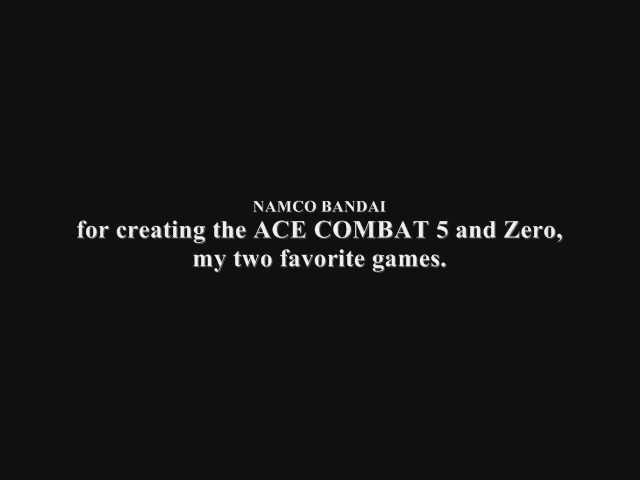 NAMCO BANDAI
for creating the ACE COMBAT 5 and Zero,
my two favorite games.